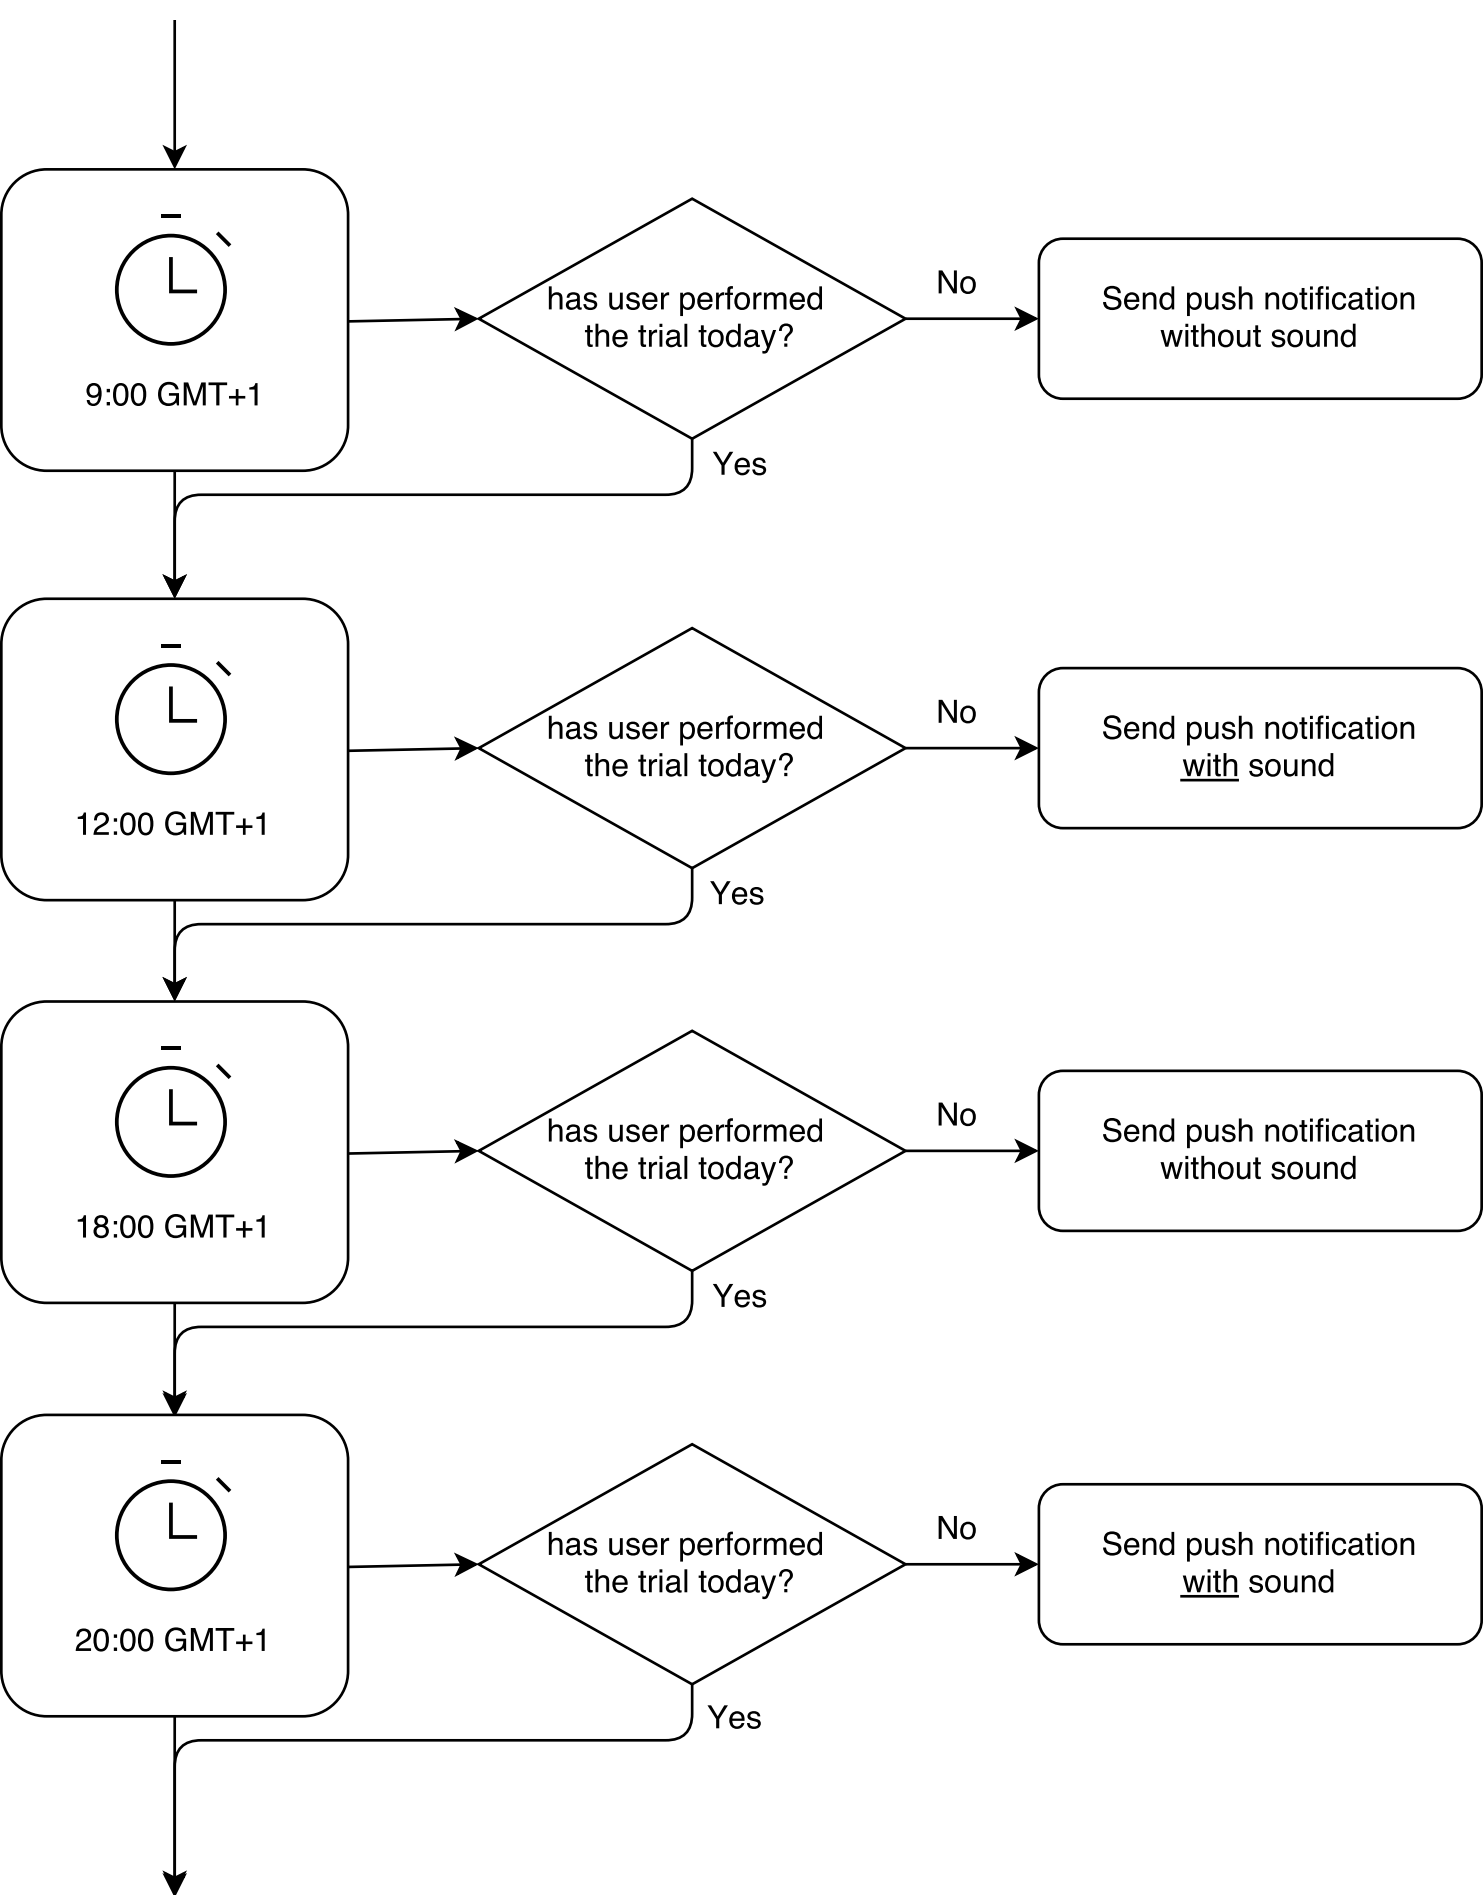 9:00 GMT+1
has user performed
the trial today?
No
Send push notification
without sound
Yes
12:00 GMT+1
has user performed
the trial today?
No
Send push notification
with sound
Yes
18:00 GMT+1
has user performed
the trial today?
No
Send push notification
without sound
Yes
20:00 GMT+1
has user performed
the trial today?
No
Send push notification
with sound
Yes